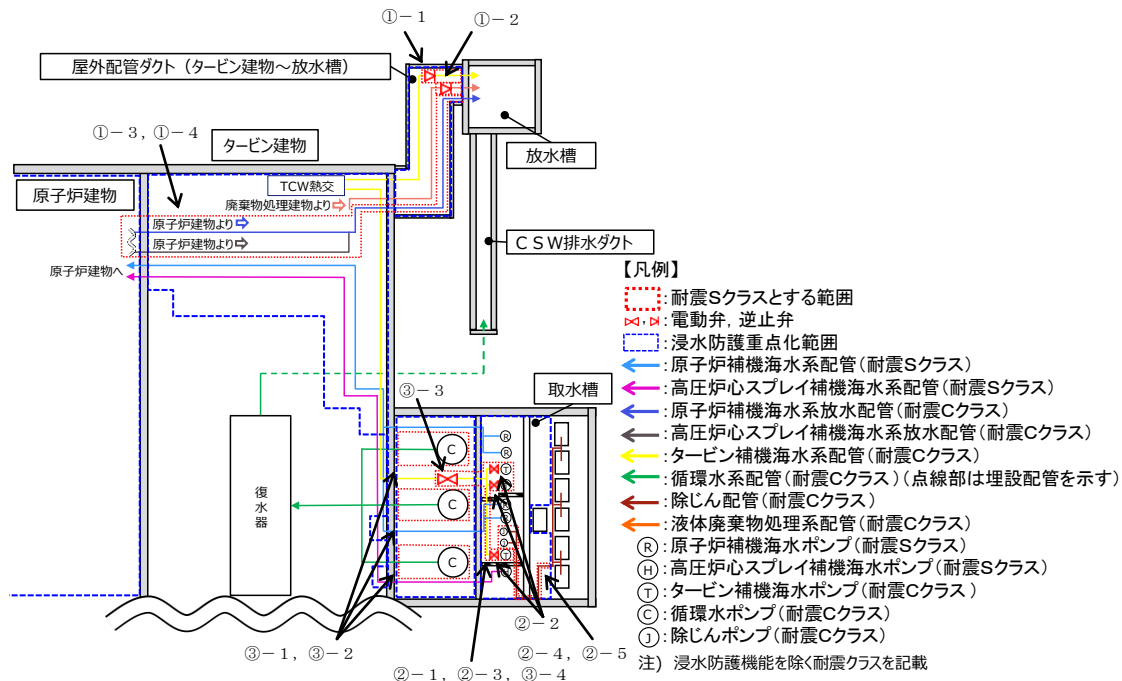 ①-1
①-2
屋外配管ダクト（タービン建物～放水槽）
①-3，①-4
タービン建物
放水槽
原子炉建物
TCW熱交
廃棄物処理建物より
原子炉建物より
原子炉建物より
原子炉建物へ
CSW排水ダクト
【凡例】
:耐震Sクラスとする範囲
:電動弁，逆止弁
:浸水防護重点化範囲
:原子炉補機海水系配管(耐震Sクラス)
:高圧炉心スプレイ補機海水系配管(耐震Sクラス)
:原子炉補機海水系放水配管(耐震Cクラス)
:高圧炉心スプレイ補機海水系放水配管(耐震Cクラス)
:タービン補機海水系配管(耐震Cクラス)
:循環水系配管(耐震Cクラス)(点線部は埋設配管を示す)
:除じん配管(耐震Cクラス)
:液体廃棄物処理系配管(耐震Cクラス)
Ⓡ:原子炉補機海水ポンプ(耐震Sクラス)
Ⓗ:高圧炉心スプレイ補機海水ポンプ(耐震Sクラス)
Ⓣ:タービン補機海水ポンプ(耐震Cクラス)
Ⓒ:循環水ポンプ(耐震Cクラス)
Ⓙ:除じんポンプ(耐震Cクラス)
注) 浸水防護機能を除く耐震クラスを記載
③-3
取水槽
C
C
C
R
R
T
T
復水器
②-2
③-1，③-2
②-4，②-5
②-1，②-3，③-4